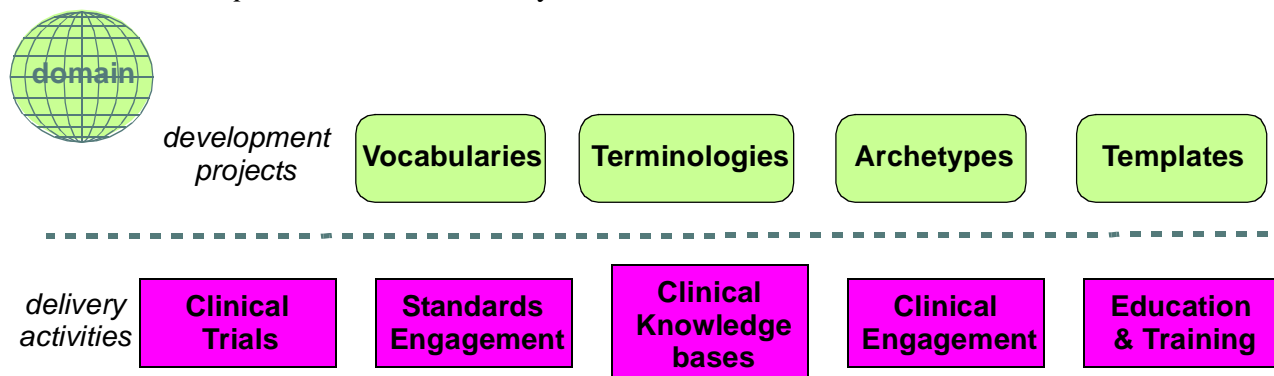 domain
development
projects
Vocabularies
Terminologies
Archetypes
Templates
delivery
activities
Clinical
Trials
Standards
Engagement
Clinical
Knowledge
bases
Clinical
Engagement
Education
& Training